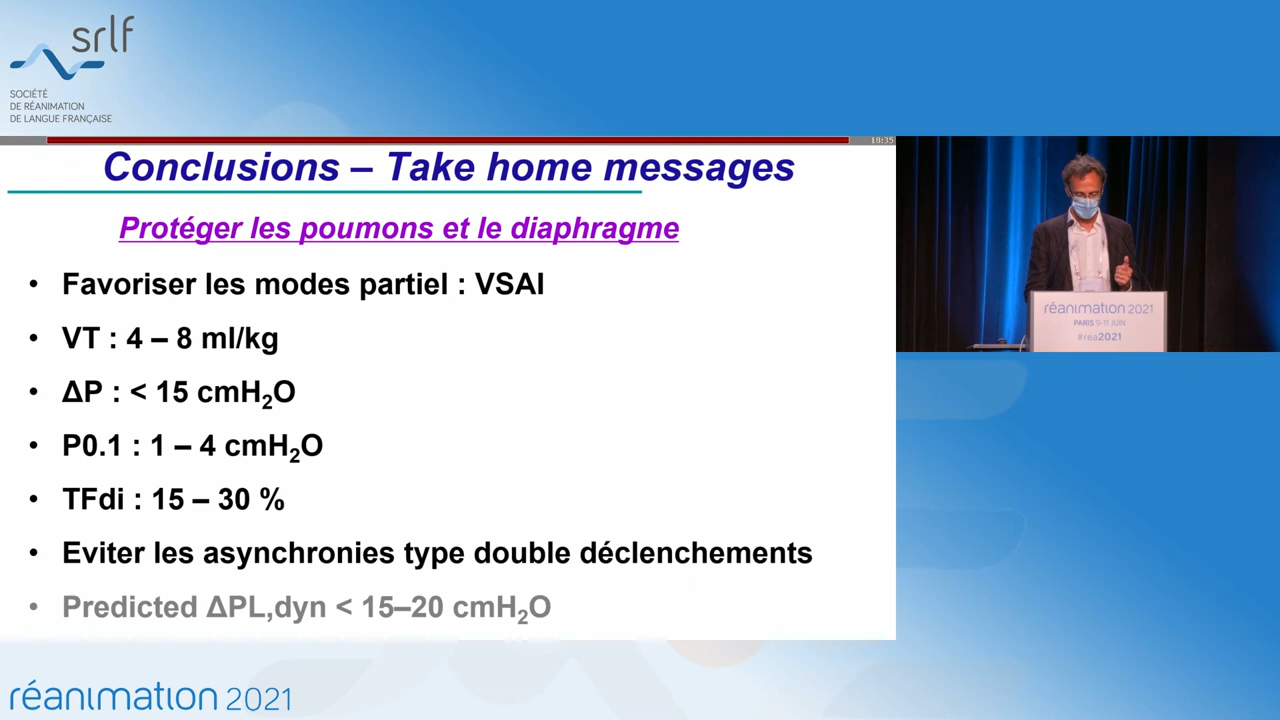 srlf
SOCIÉTÉ
DE RÉANIMATION
DE LANGUE FRANÇAISE
10:35
Conclusions – Take home messages
Protéger les poumons et le diaphragme
• Favoriser les modes partiel : VSAI
• VT : 4 – 8 ml/kg
• ΔP : < 15 cmH₂O
• P0.1 : 1 – 4 cmH₂O
• TFdi : 15 – 30 %
• Eviter les asynchronies type double déclenchements
• Predicted ΔPL,dyn < 15–20 cmH₂O
réanimation 2021
PARIS 9-11 JUIN
#rea2021
réanimation 2021